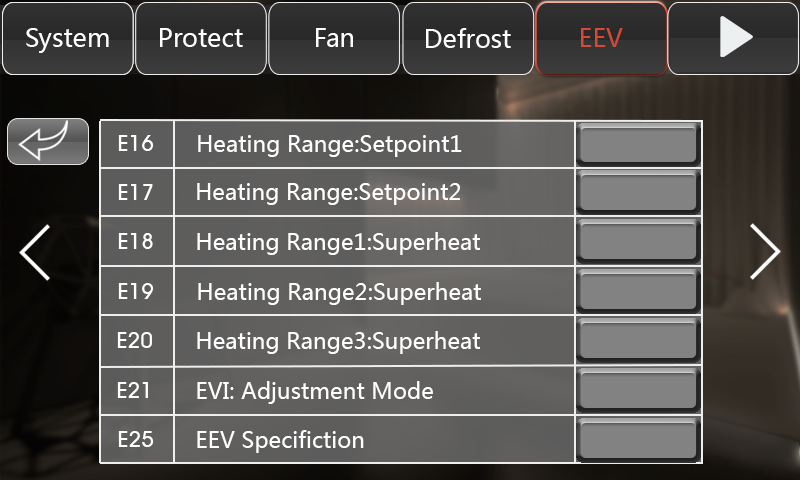 System Protect Fan Defrost EEV
E16 Heating Range:Setpoint1
E17 Heating Range:Setpoint2
E18 Heating Range1:Superheat
E19 Heating Range2:Superheat
E20 Heating Range3:Superheat
E21 EVI: Adjustment Mode
E25 EEV Specifiction